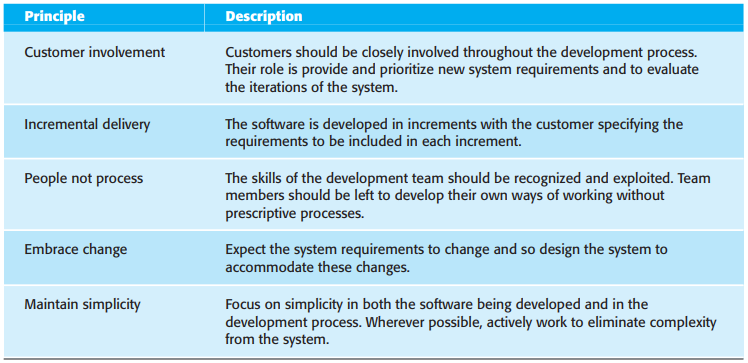 Principle Description
Customer involvement Customers should be closely involved throughout the development process.
Their role is provide and prioritize new system requirements and to evaluate
the iterations of the system.
Incremental delivery The software is developed in increments with the customer specifying the
requirements to be included in each increment.
People not process The skills of the development team should be recognized and exploited. Team
members should be left to develop their own ways of working without
prescriptive processes.
Embrace change Expect the system requirements to change and so design the system to
accommodate these changes.
Maintain simplicity Focus on simplicity in both the software being developed and in the
development process. Wherever possible, actively work to eliminate complexity
from the system.